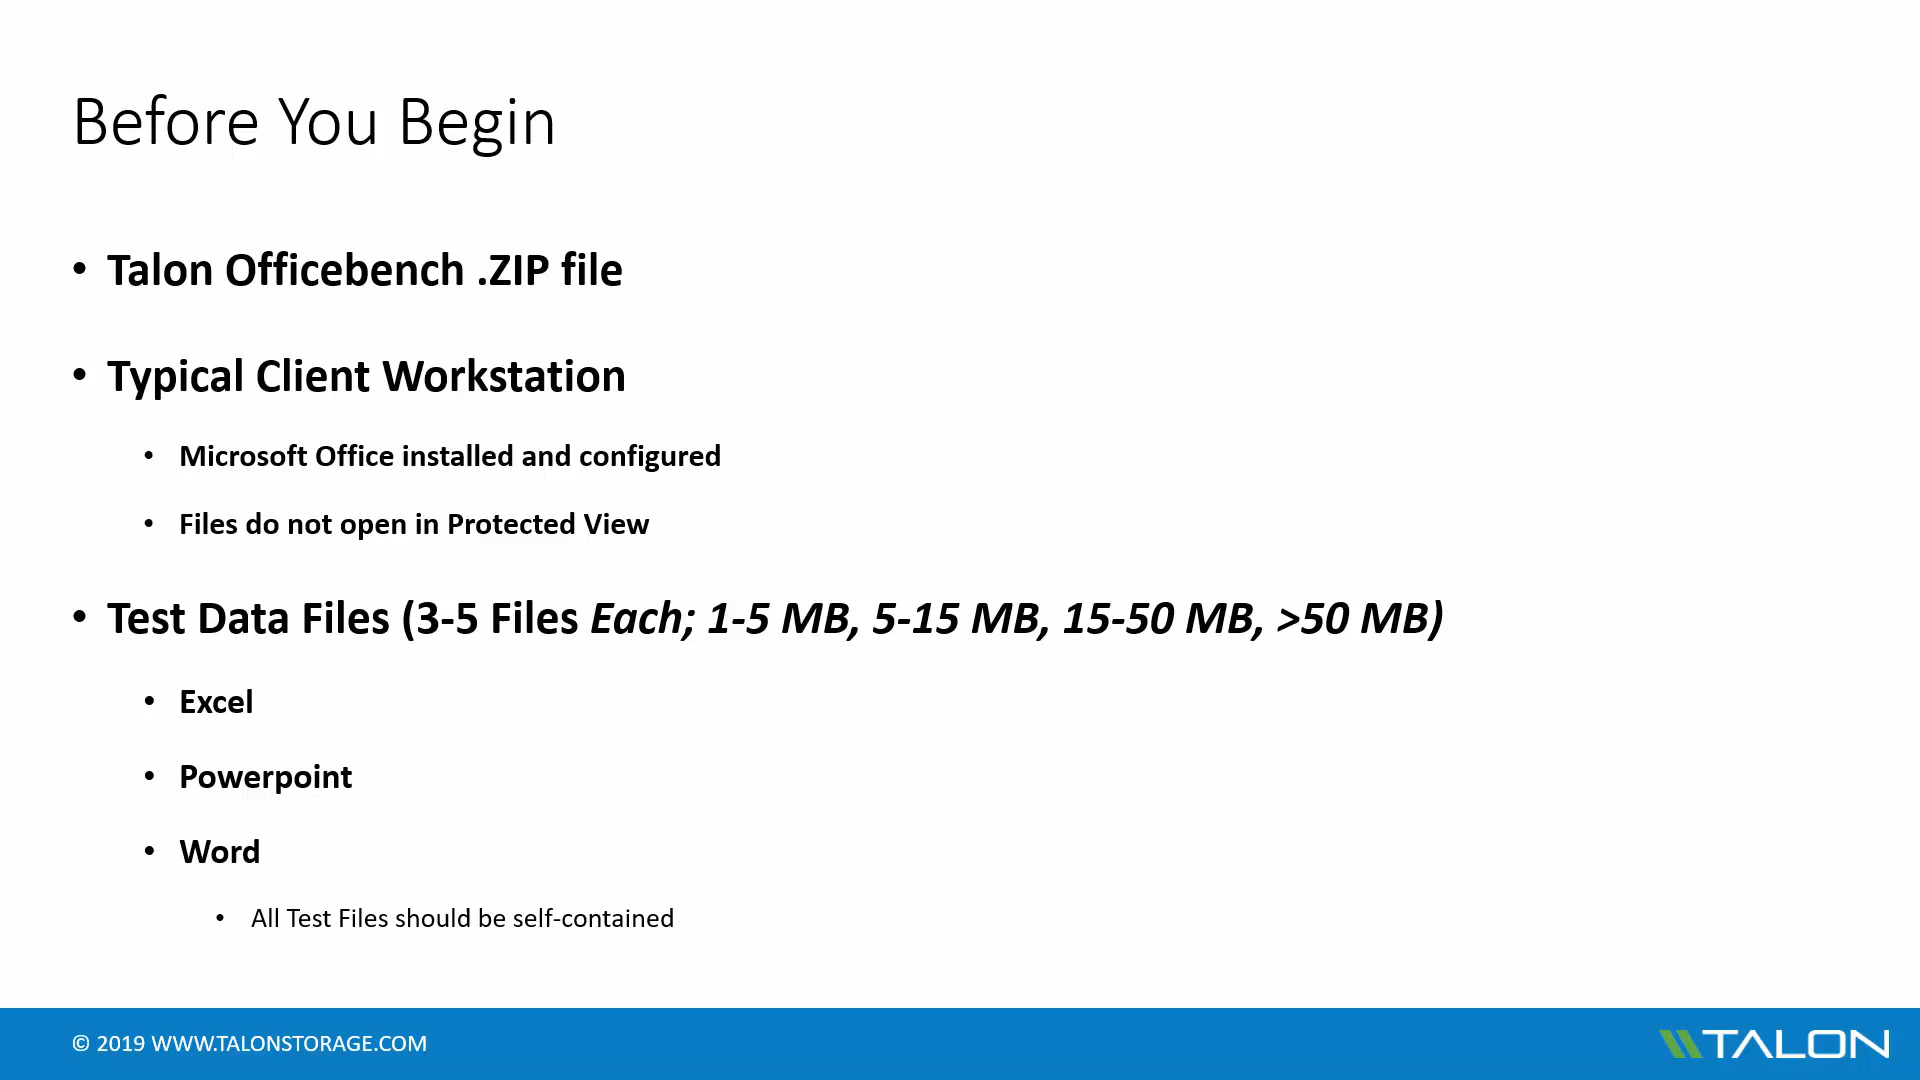 Before You Begin
• Talon Officebench .ZIP file
• Typical Client Workstation
• Microsoft Office installed and configured
• Files do not open in Protected View
• Test Data Files (3-5 Files Each; 1-5 MB, 5-15 MB, 15-50 MB, >50 MB)
• Excel
• Powerpoint
• Word
• All Test Files should be self-contained
© 2019 WWW.TALONSTORAGE.COM
TALON